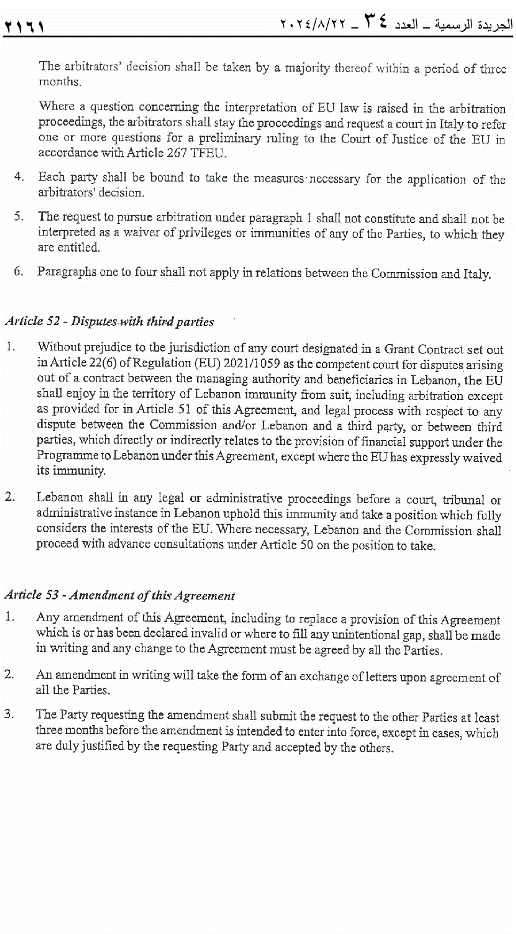 الجريدة الرسمية – العدد ٣٤ – ٢٠٢٤/٨/٢٢
٢١٦١
The arbitrators' decision shall be taken by a majority thereof within a period of three
months.
Where a question concerning the interpretation of EU law is raised in the arbitration
proceedings, the arbitrators shall stay the proceedings and request a court in Italy to refer
one or more questions for a preliminary ruling to the Court of Justice of the EU in
accordance with Article 267 TFEU.
4. Each party shall be bound to take the measures necessary for the application of the
arbitrators' decision.
5. The request to pursue arbitration under paragraph 1 shall not constitute and shall not be
interpreted as a waiver of privileges or immunities of any of the Parties, to which they
are entitled.
6. Paragraphs one to four shall not apply in relations between the Commission and Italy.
Article 52 - Disputes with third parties
1. Without prejudice to the jurisdiction of any court designated in a Grant Contract set out
in Article 22(6) of Regulation (EU) 2021/1059 as the competent court for disputes arising
out of a contract between the managing authority and beneficiaries in Lebanon, the EU
shall enjoy in the territory of Lebanon immunity from suit, including arbitration except
as provided for in Article 51 of this Agreement, and legal process with respect to any
dispute between the Commission and/or Lebanon and a third party, or between third
parties, which directly or indirectly relates to the provision of financial support under the
Programme to Lebanon under this Agreement, except where the EU has expressly waived
its immunity.
2. Lebanon shall in any legal or administrative proceedings before a court, tribunal or
administrative instance in Lebanon uphold this immunity and take a position which fully
considers the interests of the EU. Where necessary, Lebanon and the Commission shall
proceed with advance consultations under Article 50 on the position to take.
Article 53 - Amendment of this Agreement
1. Any amendment of this Agreement, including to replace a provision of this Agreement
which is or has been declared invalid or where to fill any unintentional gap, shall be made
in writing and any change to the Agreement must be agreed by all the Parties.
2. An amendment in writing will take the form of an exchange of letters upon agreement of
all the Parties.
3. The Party requesting the amendment shall submit the request to the other Parties at least
three months before the amendment is intended to enter into force, except in cases, which
are duly justified by the requesting Party and accepted by the others.